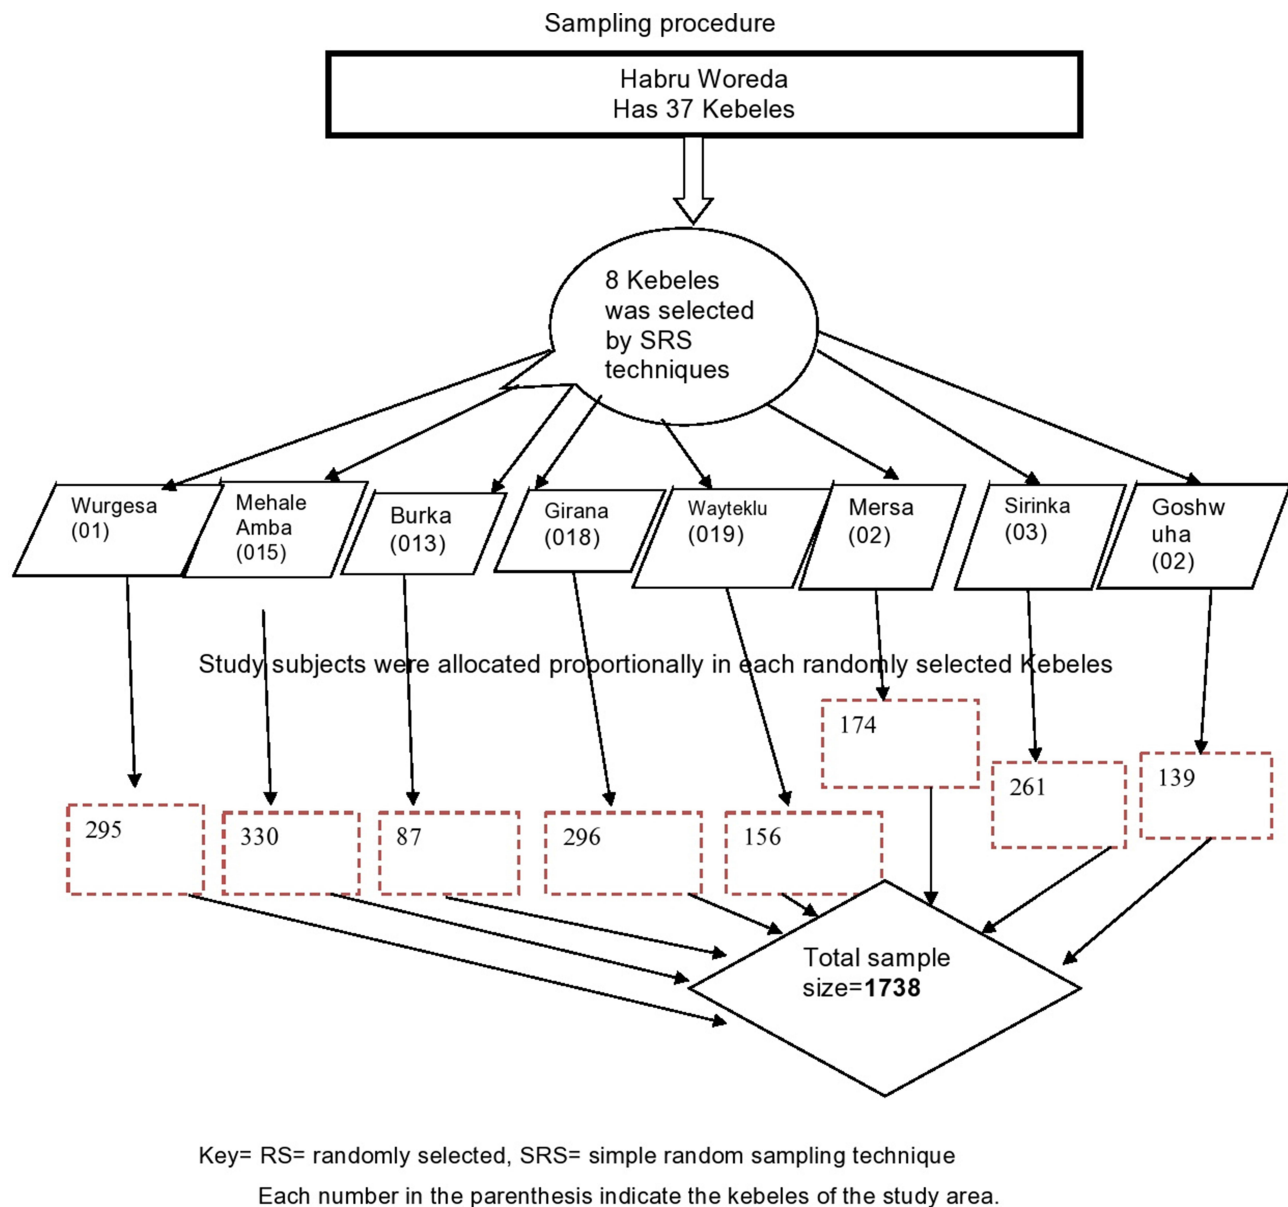 Sampling procedure
Habru Woreda
Has 37 Kebeles
8 Kebeles
was selected
by SRS
techniques
Wurgesa
(01)
Mehale
Amba
(015)
Burka
(013)
Girana
(018)
Wayteklu
(019)
Mersa
(02)
Sirinka
(03)
Goshw
uha
(02)
Study subjects were allocated proportionally in each randomly selected Kebeles
295
330
87
296
156
174
261
139
Total sample
size=1738
Key= RS= randomly selected, SRS= simple random sampling technique
Each number in the parenthesis indicate the kebeles of the study area.